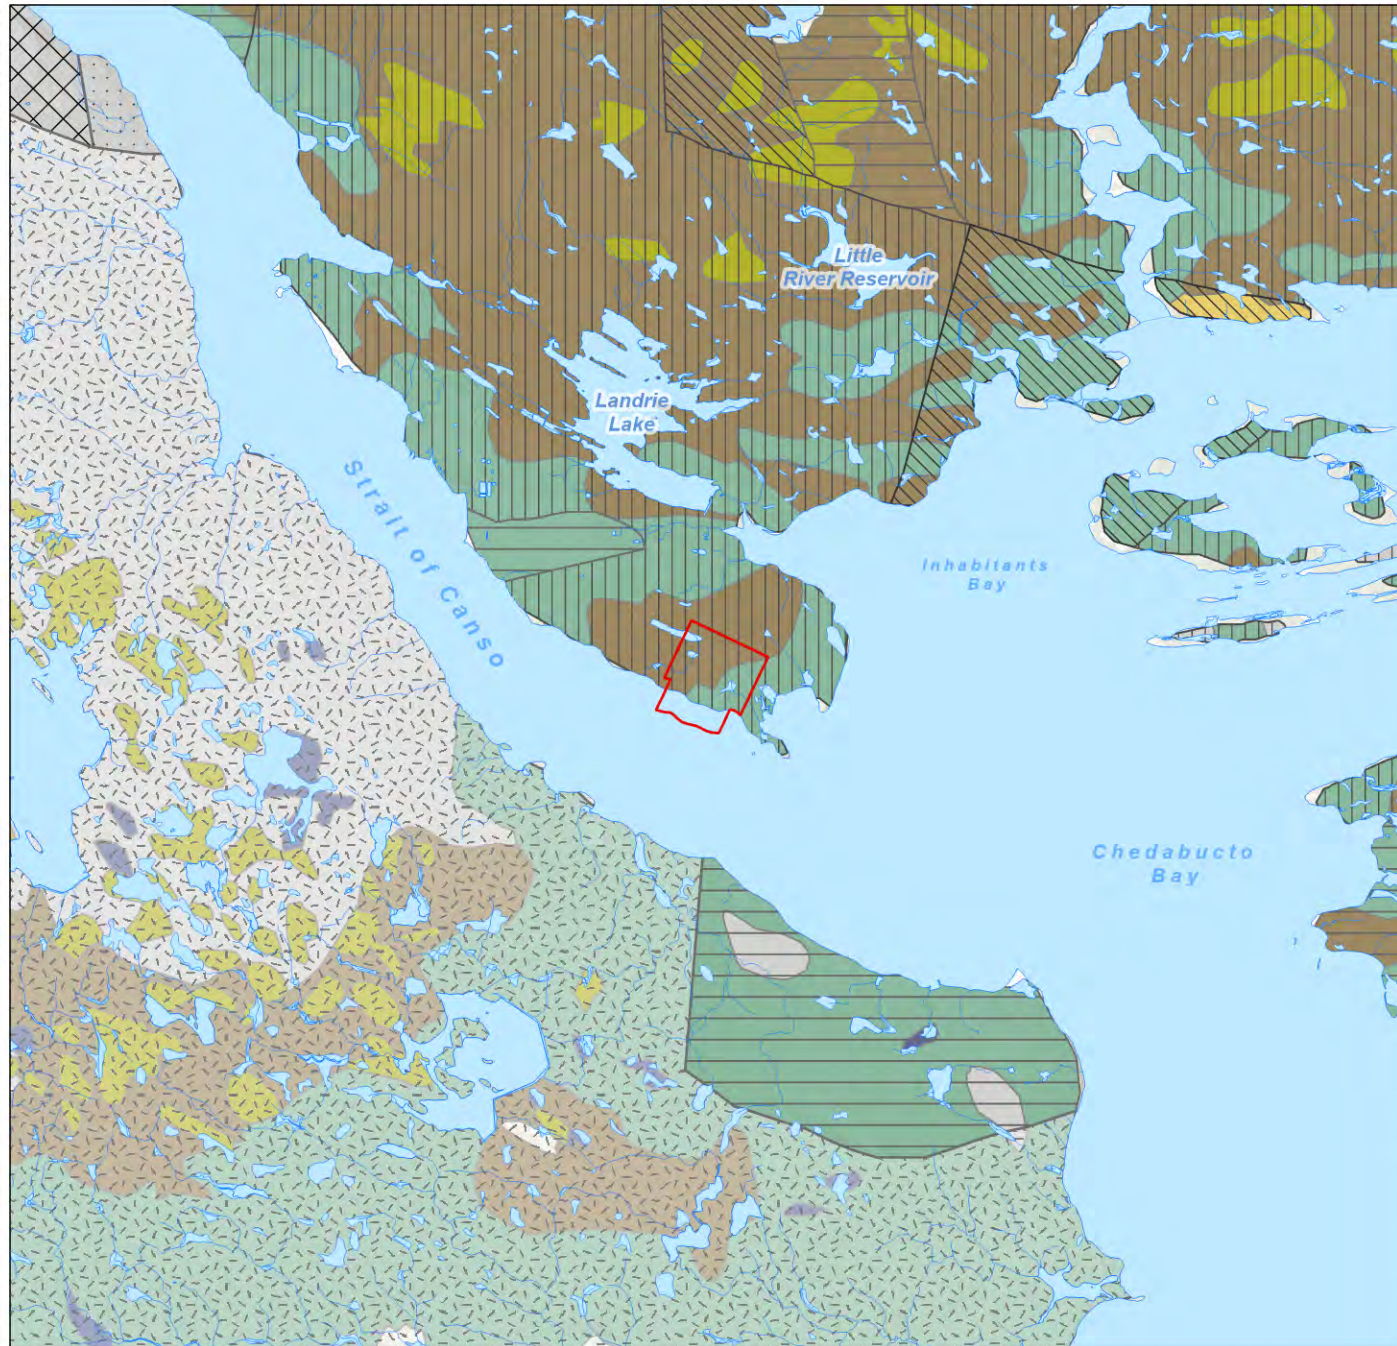 Little
River Reservoir
Landrie
Lake
Strait of Canso
Inhabitants
Bay
Chedabucto
Bay